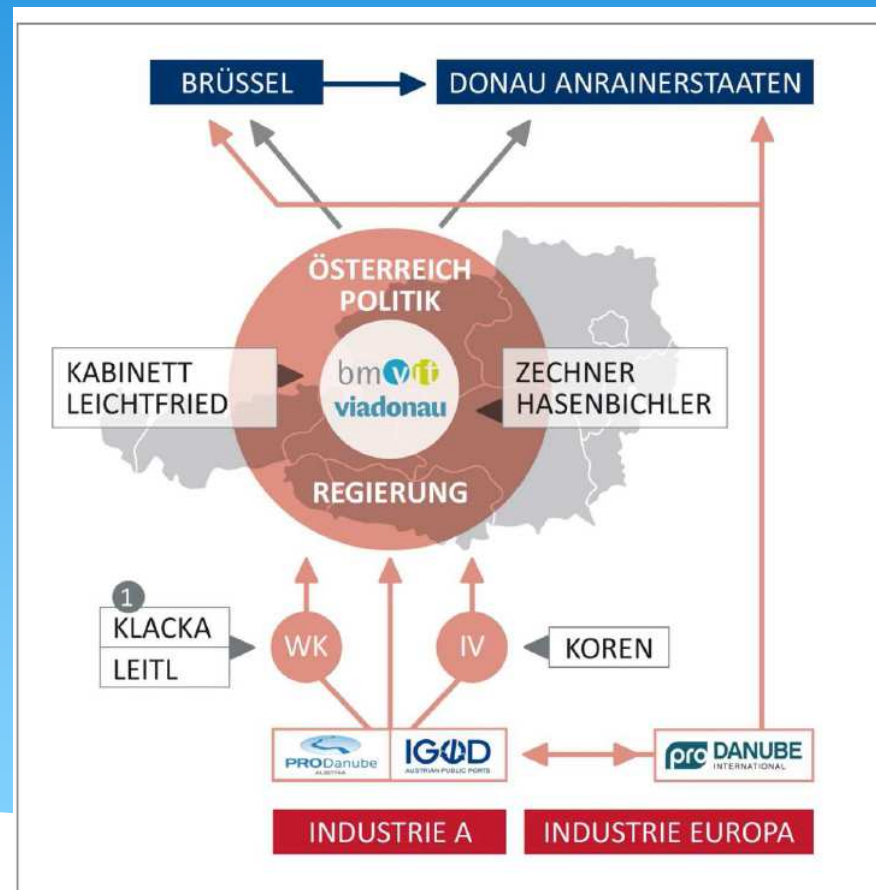 BRÜSSEL
DONAU ANRAINERSTAATEN
ÖSTERREICH
POLITIK
KABINETT
LEICHTFRIED
bmvit
viadonau
ZECHNER
HASENBICHLER
REGIERUNG
1
KLACKA
LEITL
WK
IV
KOREN
PRODanube
AUSTRIA
IGÖD
AUSTRIAN PUBLIC PORTS
pro DANUBE
INTERNATIONAL
INDUSTRIE A
INDUSTRIE EUROPA